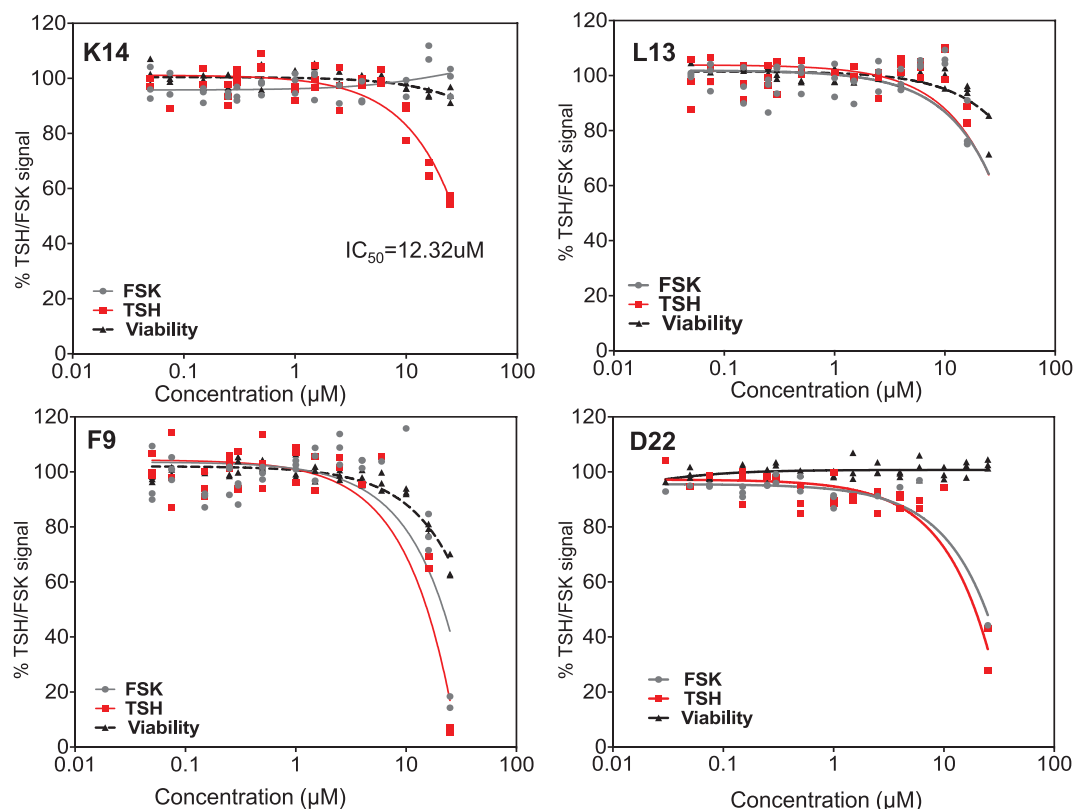 K14
% TSH/FSK signal
120
100
80
60
40
20
0
IC50=12.32uM
FSK
TSH
Viability
0.01 0.1 1 10 100
Concentration (µM)
L13
% TSH/FSK signal
120
100
80
60
40
20
0
FSK
TSH
Viability
0.01 0.1 1 10 100
Concentration (µM)
F9
% TSH/FSK signal
120
100
80
60
40
20
0
FSK
TSH
Viability
0.01 0.1 1 10 100
Concentration (µM)
D22
% TSH/FSK signal
120
100
80
60
40
20
0
FSK
TSH
Viability
0.01 0.1 1 10 100
Concentration (µM)